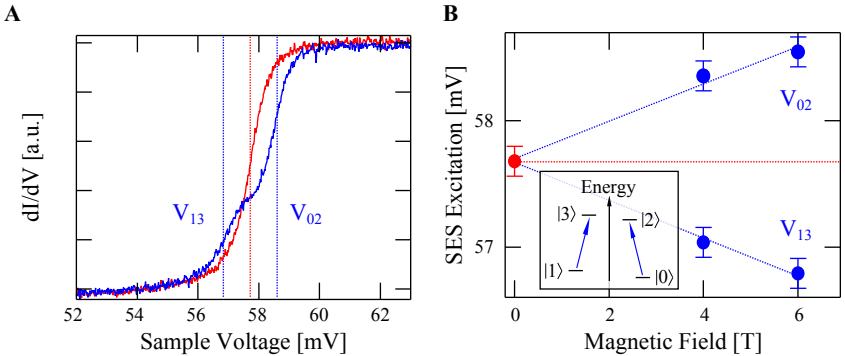 A
dI/dV [a.u.]
V13
V02
52
54
56
58
60
62
Sample Voltage [mV]
B
SES Excitation [mV]
58
57
V02
V13
Energy
|3>
|2>
|1>
|0>
0
2
4
6
Magnetic Field [T]